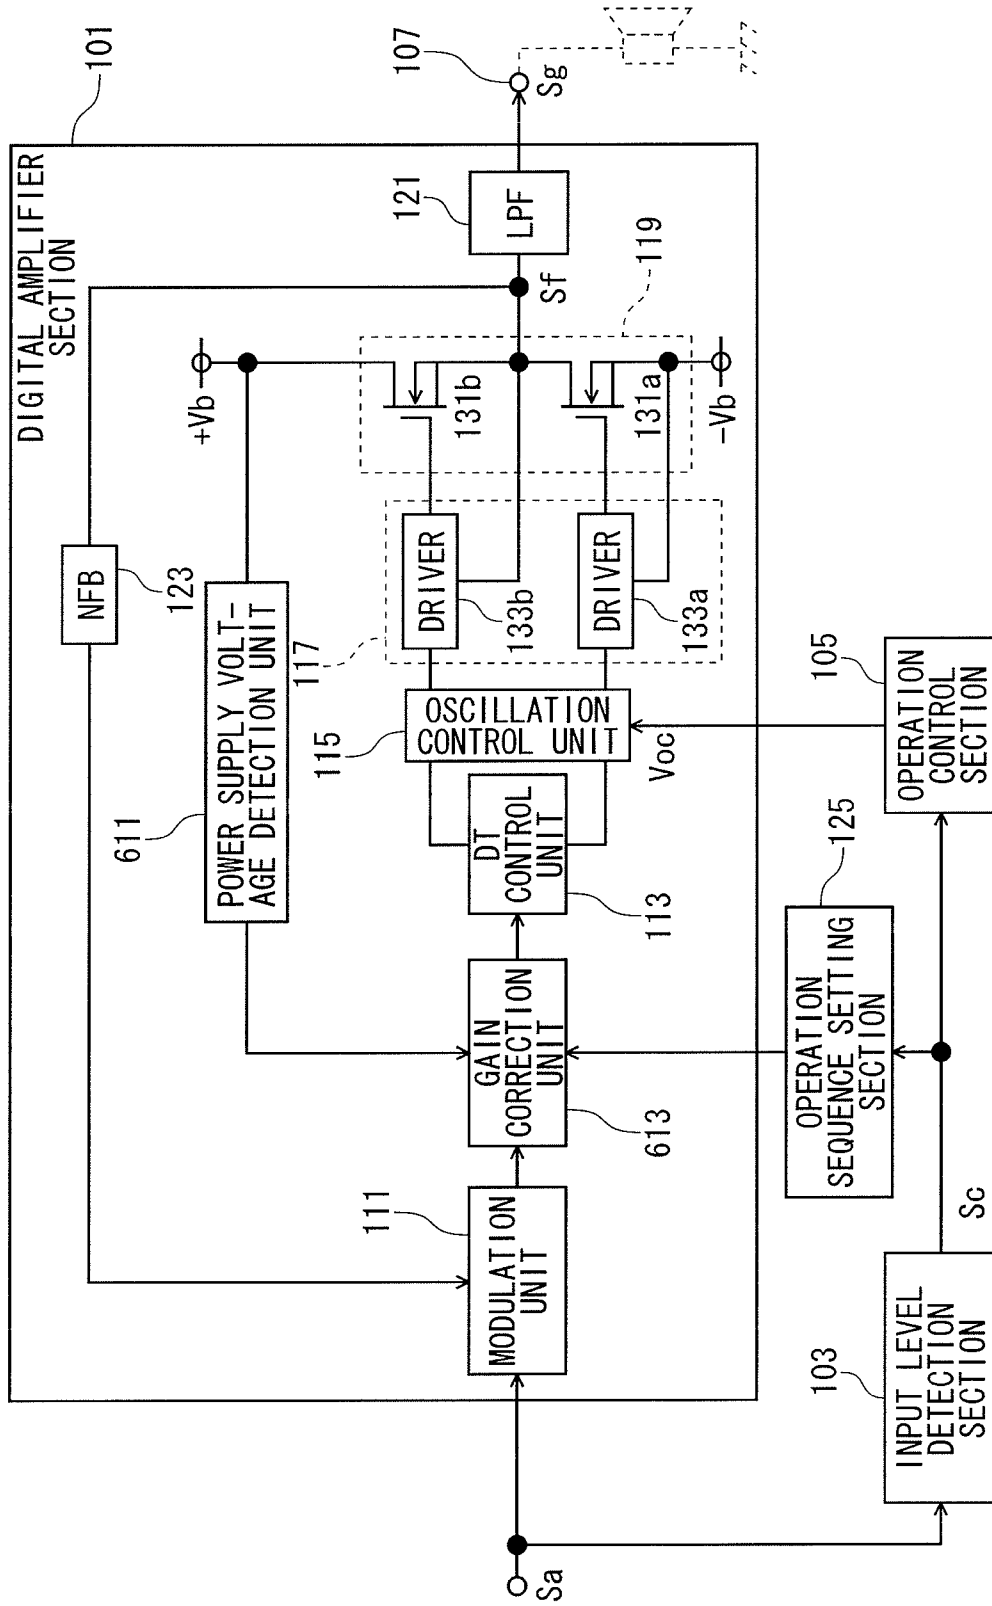 DIGITAL AMPLIFIER
SECTION
101
NFB
123
611
POWER SUPPLY VOLT-
AGE DETECTION UNIT
+Vb
107
Sg
121
LPF
Sf
119
117
DRIVER
133b
131b
DRIVER
133a
131a
-Vb
111
MODULATION
UNIT
GAIN
CORRECTION
UNIT
613
DT
CONTROL
UNIT
113
115
OSCILLATION
CONTROL UNIT
Voc
Sa
103
INPUT LEVEL
DETECTION
SECTION
Sc
125
OPERATION
SEQUENCE SETTING
SECTION
105
OPERATION
CONTROL
SECTION